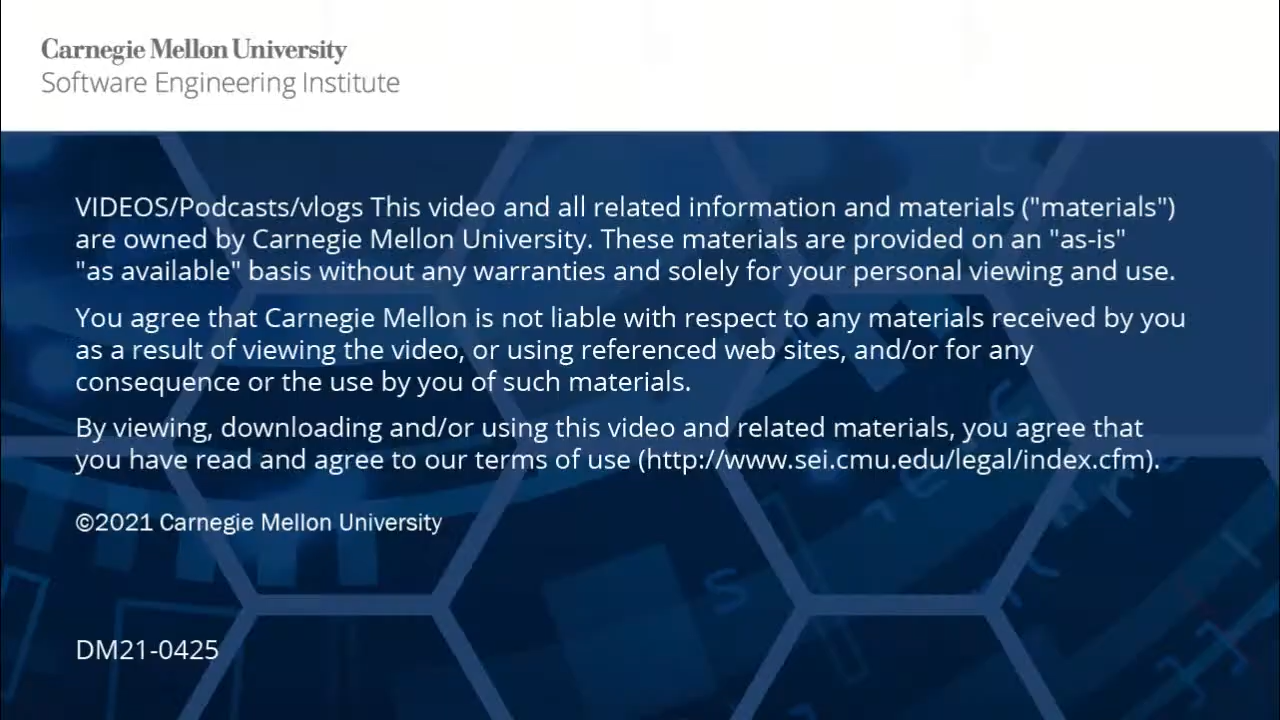 Carnegie Mellon University
Software Engineering Institute
VIDEOS/Podcasts/vlogs This video and all related information and materials ("materials")
are owned by Carnegie Mellon University. These materials are provided on an "as-is"
"as available" basis without any warranties and solely for your personal viewing and use.
You agree that Carnegie Mellon is not liable with respect to any materials received by you
as a result of viewing the video, or using referenced web sites, and/or for any
consequence or the use by you of such materials.
By viewing, downloading and/or using this video and related materials, you agree that
you have read and agree to our terms of use (http://www.sei.cmu.edu/legal/index.cfm).
©2021 Carnegie Mellon University
DM21-0425